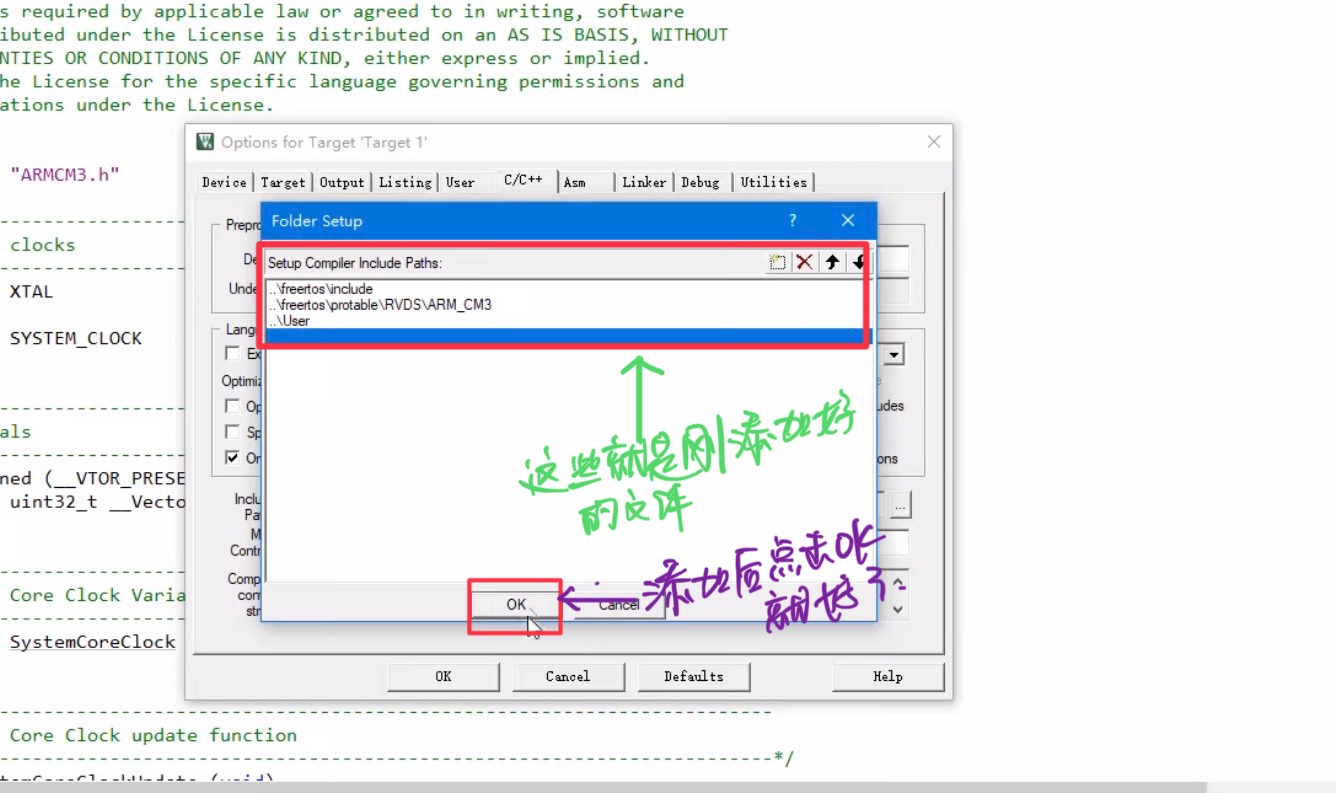 s required by applicable law or agreed to in writing, software
ibuted under the License is distributed on an AS IS BASIS, WITHOUT
NTIES OR CONDITIONS OF ANY KIND, either express or implied.
he License for the specific language governing permissions and
ations under the License.
Options for Target 'Target 1'
"ARMCM3.h"
Device Target Output Listing User C/C++ Asm Linker Debug Utilities
Prepro
Folder Setup ?
clocks
De
Setup Compiler Include Paths:
XTAL
Unde
..\freertos\include
..\freertos\protable\RVDS\ARM_CM3
..\User
SYSTEM_CLOCK
Langu
Ex
Optimiz
Op
udes
Sp
这些就是刚添加好
的文件
als
Or
ons
ned (__VTOR_PRESE
uint32_t __Vecto
Inclu
Pa
...
M
Contr
添加后点击OK
就好了.
Core Clock Varia
Comp
con
str
OK Cancel
SystemCoreClock
OK Cancel Defaults Help
Core Clock update function
*/
temCoreClockUpdate (void)